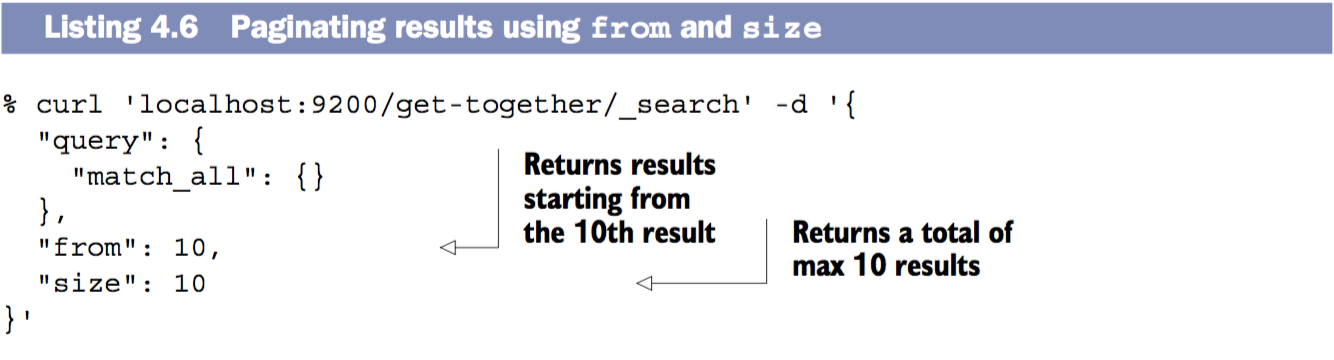 Listing 4.6 Paginating results using from and size
% curl 'localhost:9200/get-together/_search' -d '{
"query": {
"match_all": {}
},
"from": 10,
"size": 10
}'
Returns results
starting from
the 10th result
Returns a total of
max 10 results